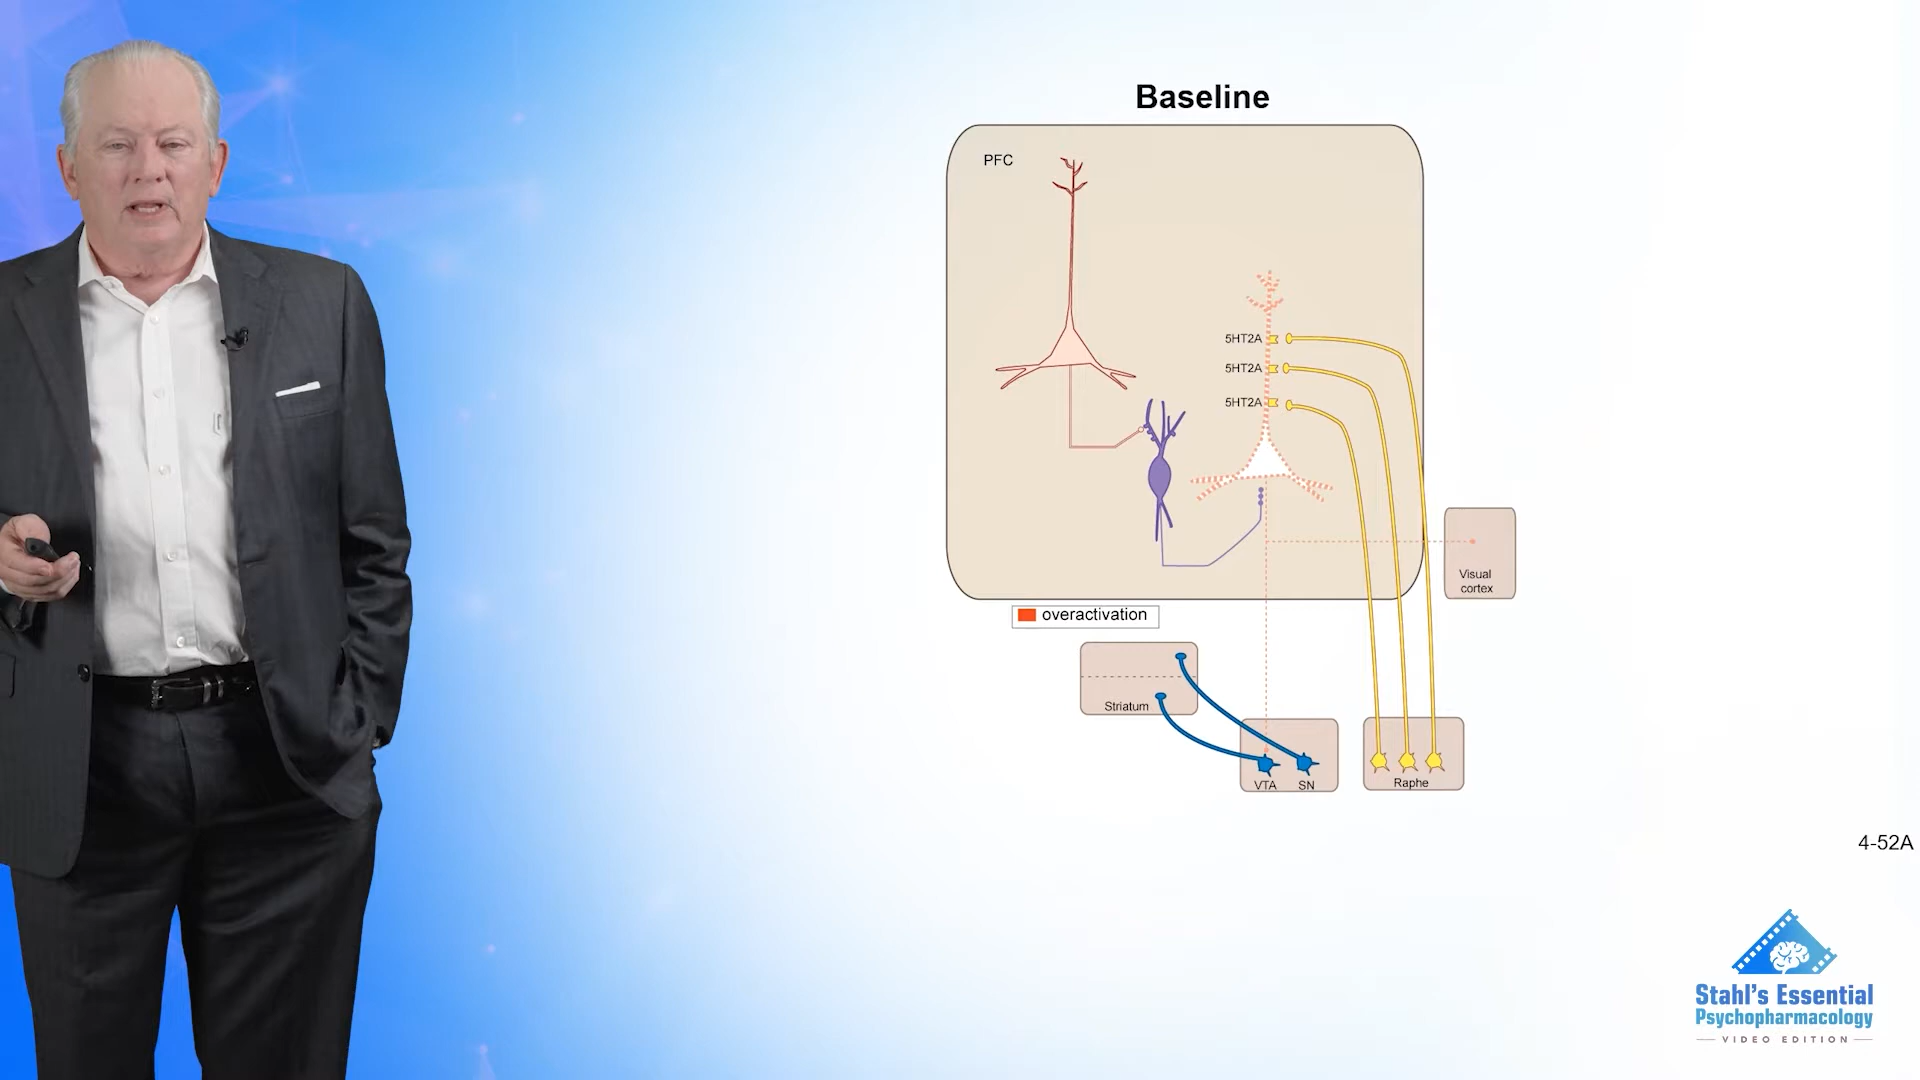 Baseline
PFC
5HT2A
5HT2A
5HT2A
Visual
cortex
overactivation
Striatum
VTA
SN
Raphe
4-52A
Stahl's Essential
Psychopharmacology
VIDEO EDITION